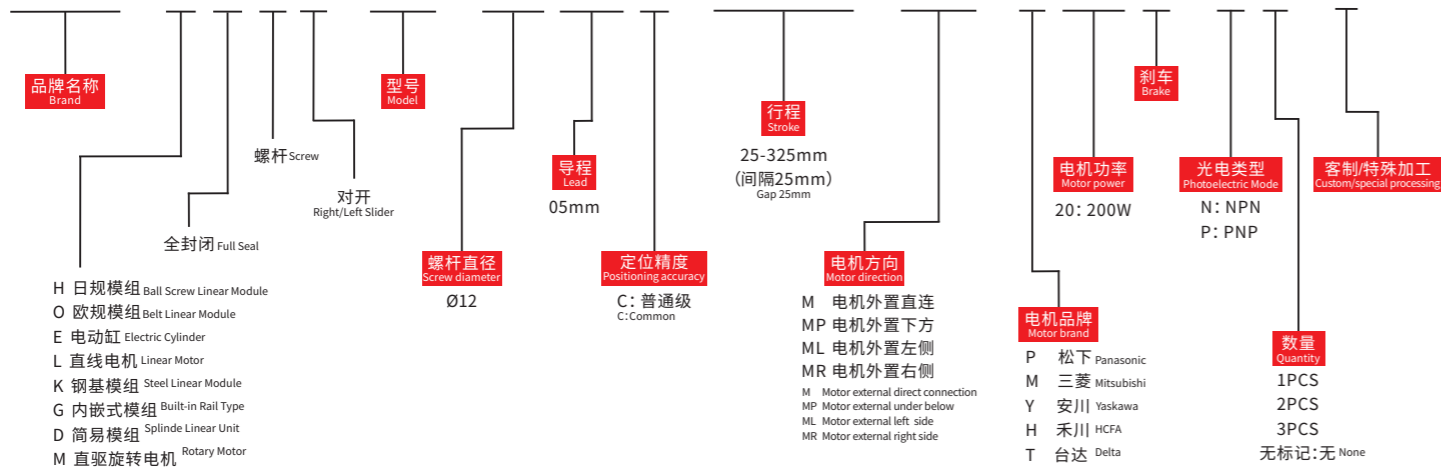 品牌名称
Brand
型号
Model
刹车
Brake
行程
Stroke
25-325mm
（间隔25mm）
Gap 25mm
螺杆 Screw
导程
Lead
05mm
电机功率
Motor power
20：200W
光电类型
Photoelectric Mode
N：NPN
P：PNP
客制/特殊加工
Custom/special processing
对开
Right/Left Slider
全封闭 Full Seal
螺杆直径
Screw diameter
Ø12
定位精度
Positioning accuracy
C：普通级
C:Common
电机方向
Motor direction
M 电机外置直连
MP 电机外置下方
ML 电机外置左侧
MR 电机外置右侧
M Motor external direct connection
MP Motor external under below
ML Motor external left side
MR Motor external right side
H 日规模组 Ball Screw Linear Module
O 欧规模组 Belt Linear Module
E 电动缸 Electric Cylinder
L 直线电机 Linear Motor
K 钢基模组 Steel Linear Module
G 内嵌式模组 Built-in Rail Type
D 简易模组 Splinde Linear Unit
M 直驱旋转电机 Rotary Motor
电机品牌
Motor brand
P 松下 Panasonic
M 三菱 Mitsubishi
Y 安川 Yaskawa
H 禾川 HCFA
T 台达 Delta
数量
Quantity
1PCS
2PCS
3PCS
无标记：无 None